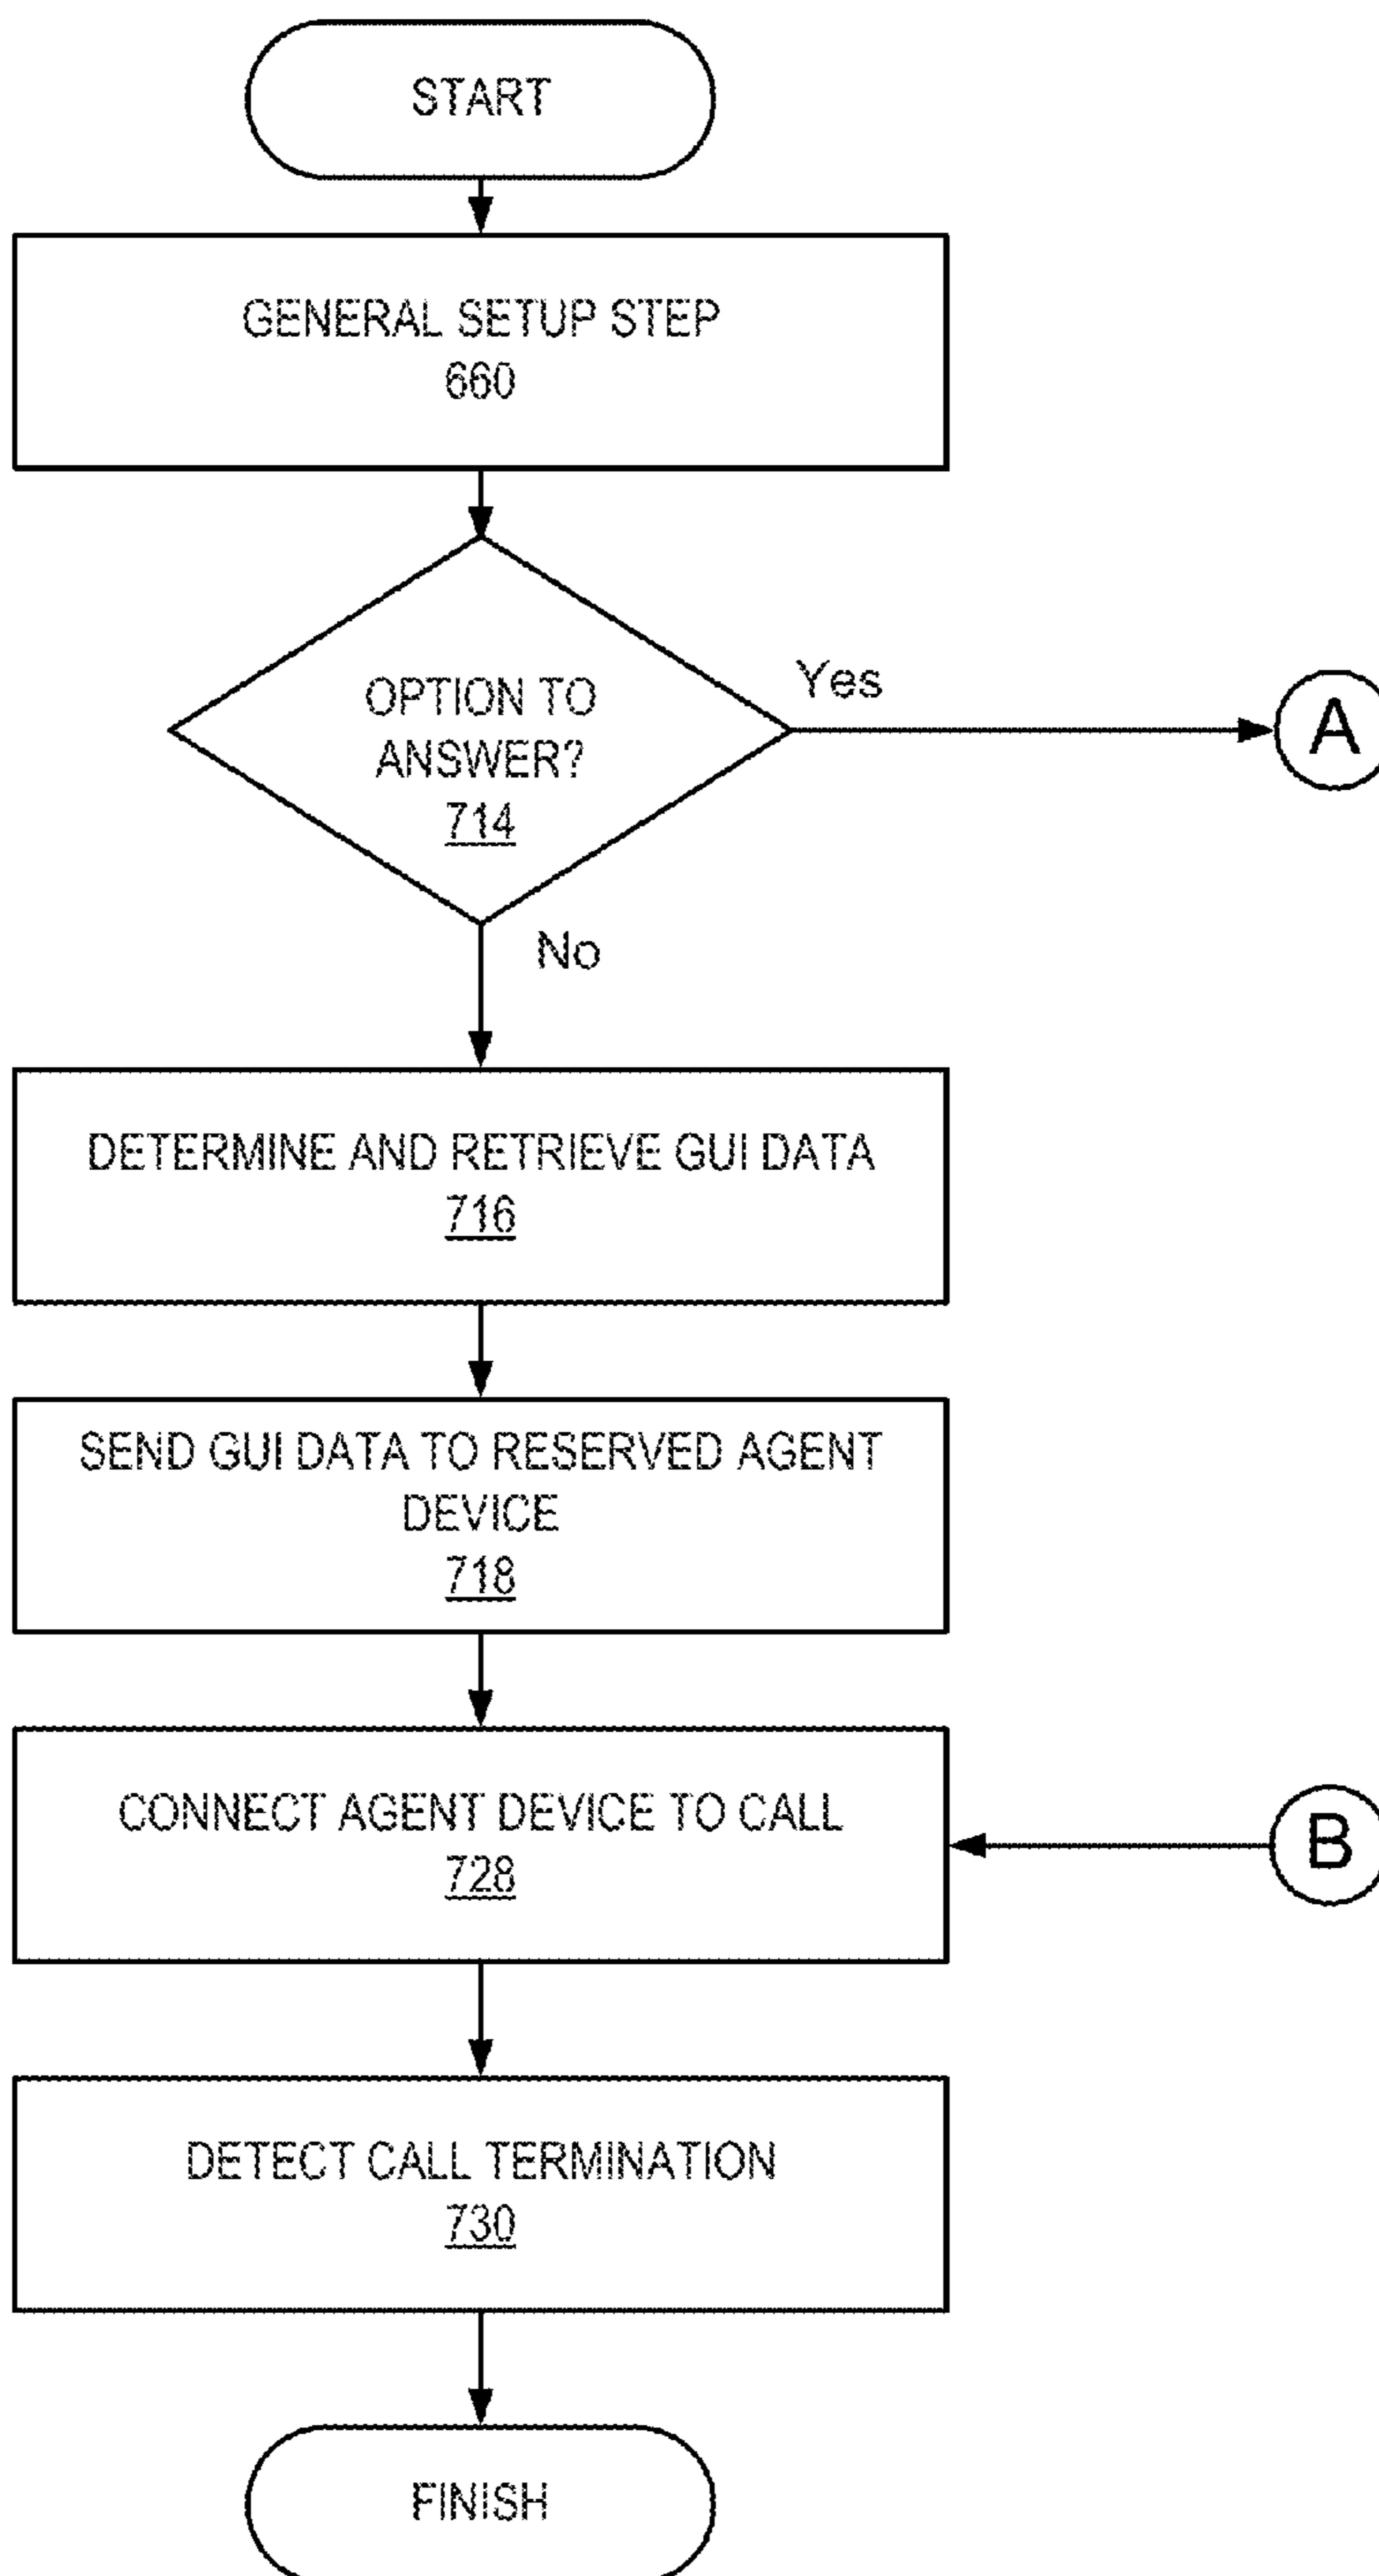 START
GENERAL SETUP STEP
660
OPTION TO
ANSWER?
714
Yes
A
No
DETERMINE AND RETRIEVE GUI DATA
716
SEND GUI DATA TO RESERVED AGENT
DEVICE
718
CONNECT AGENT DEVICE TO CALL
728
B
DETECT CALL TERMINATION
730
FINISH